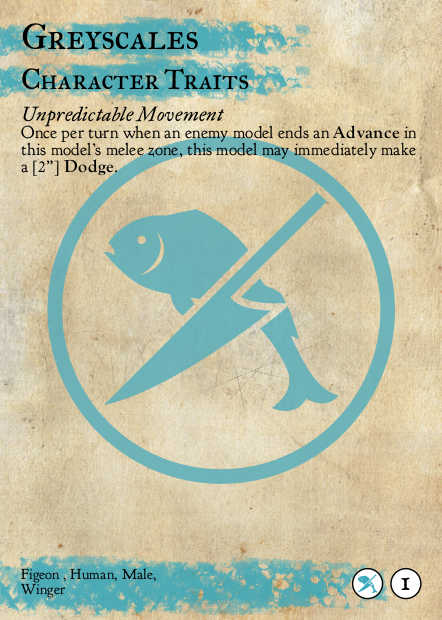 Greyscales
Character Traits
Unpredictable Movement
Once per turn when an enemy model ends an Advance in
this model's melee zone, this model may immediately make
a [2"] Dodge.
Figeon , Human, Male,
Winger
1